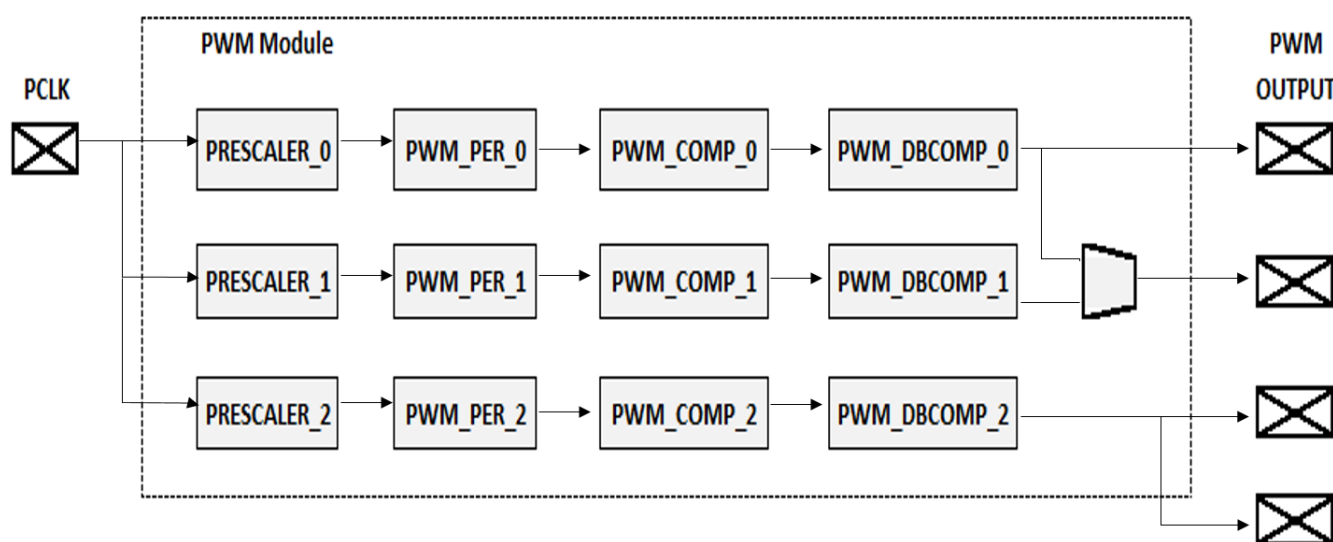 PWM Module
PCLK
PWM
OUTPUT
PRESCALER_0
PWM_PER_0
PWM_COMP_0
PWM_DBCOMP_0
PRESCALER_1
PWM_PER_1
PWM_COMP_1
PWM_DBCOMP_1
PRESCALER_2
PWM_PER_2
PWM_COMP_2
PWM_DBCOMP_2